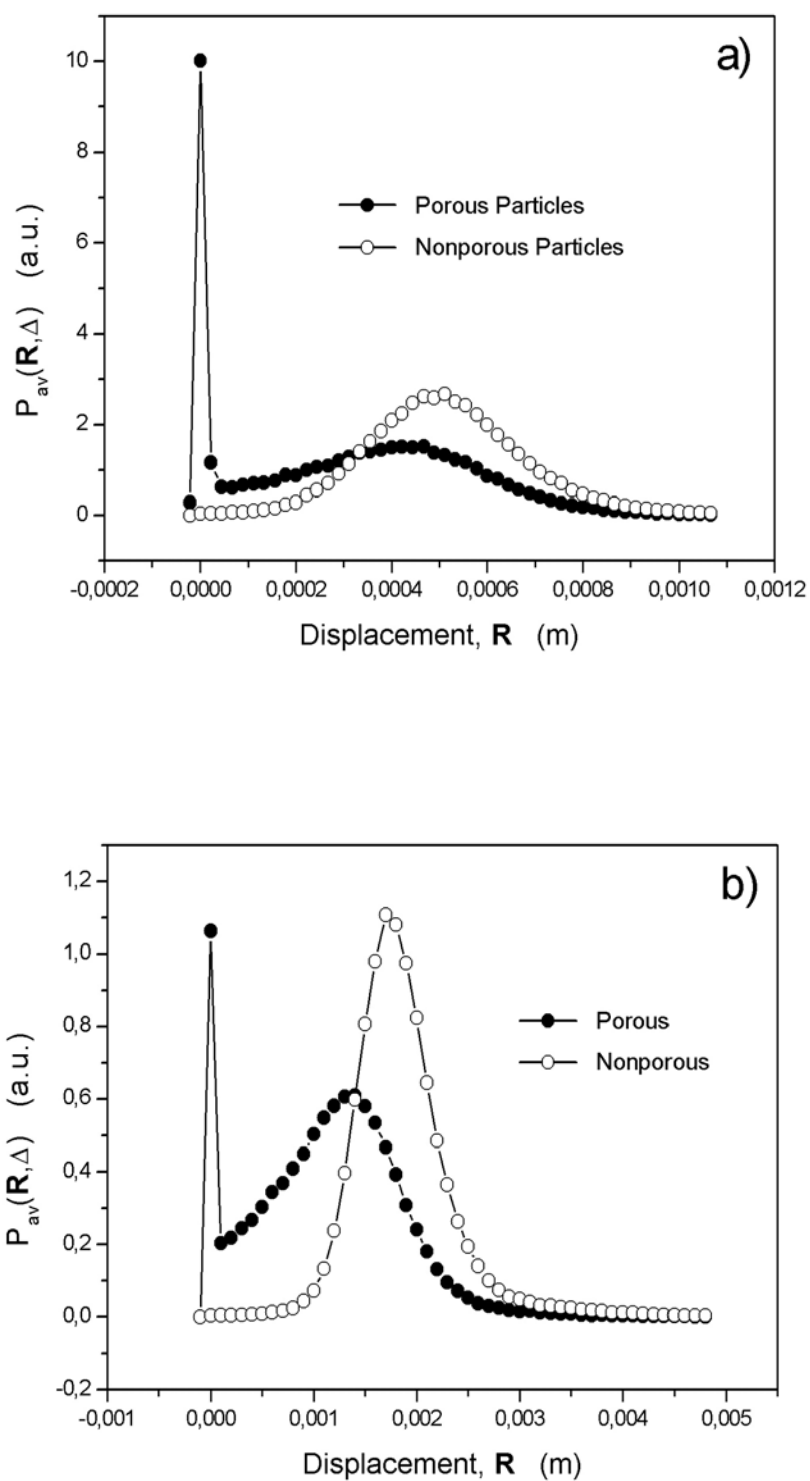 a)
10
8
6
4
2
0
P_av(R,Δ) (a.u.)
Porous Particles
Nonporous Particles
-0,0002 0,0000 0,0002 0,0004 0,0006 0,0008 0,0010 0,0012
Displacement, R (m)
b)
1,2
1,0
0,8
0,6
0,4
0,2
0,0
-0,2
P_av(R,Δ) (a.u.)
Porous
Nonporous
-0,001 0,000 0,001 0,002 0,003 0,004 0,005
Displacement, R (m)